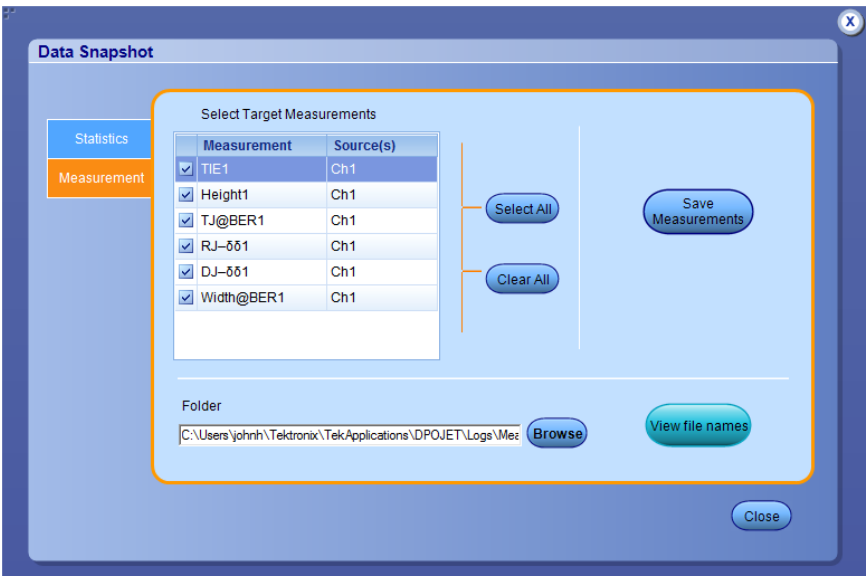 X
Data Snapshot
Statistics
Measurement
Select Target Measurements
Measurement Source(s)
TIE1 Ch1
Height1 Ch1
TJ@BER1 Ch1
RJ–δδ1 Ch1
DJ–δδ1 Ch1
Width@BER1 Ch1
Select All
Clear All
Save
Measurements
Folder
C:\Users\johnh\Tektronix\TekApplications\DPOJET\Logs\Mea
Browse
View file names
Close